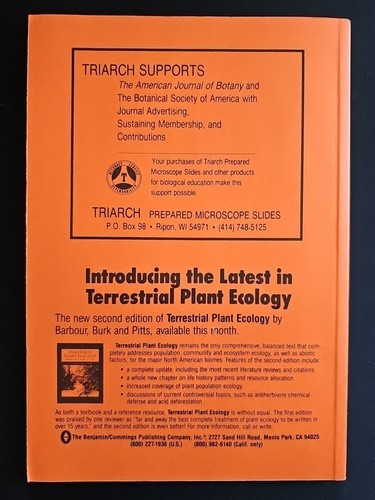 TRIARCH SUPPORTS
The American Journal of Botany and
The Botanical Society of America with
Journal Advertising,
Sustaining Membership, and
Contributions
Your purchases of Triarch Prepared
Microscope Slides and other products
for biological education make this
support possible.
TRIARCH PREPARED MICROSCOPE SLIDES
P.O. Box 98 • Ripon, WI 54971 • (414) 748-5125
Introducing the Latest in
Terrestrial Plant Ecology
The new second edition of Terrestrial Plant Ecology by
Barbour, Burk and Pitts, available this month.
Terrestrial Plant Ecology remains the only comprehensive, balanced text that com-
pletely addresses population, community and ecosystem ecology, as well as abiotic
factors, for the major North American biomes. Features of the second edition include:
• a complete update, including the most recent literature reviews and citations.
• a whole new chapter on life history patterns and resource allocation.
• increased coverage of plant population ecology.
• discussions of current controversial topics, such as antiherbivore chemical
defense and acid deforestation.
As both a textbook and a reference resource, Terrestrial Plant Ecology is without equal. The first edition
was praised by one reviewer as "far and away the best complete treatment of plant ecology to be written in
over 15 years," and the second edition is even better! For more information, call or write:
The Benjamin/Cummings Publishing Company, Inc.®, 2727 Sand Hill Road, Menlo Park, CA 94025
(800) 227-1936 (U.S.) (800) 982-6140 (Calif. only)